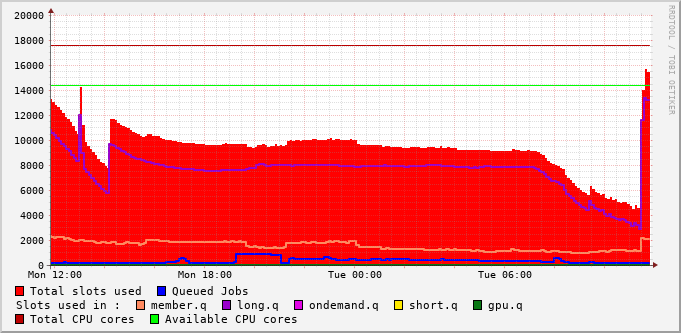 20000
18000
16000
14000
12000
10000
8000
6000
4000
2000
0
Mon 12:00 Mon 18:00 Tue 00:00 Tue 06:00
Total slots used Queued Jobs
Slots used in : member.q long.q ondemand.q short.q gpu.q
Total CPU cores Available CPU cores
RRDTOOL / TOBI OETIKER